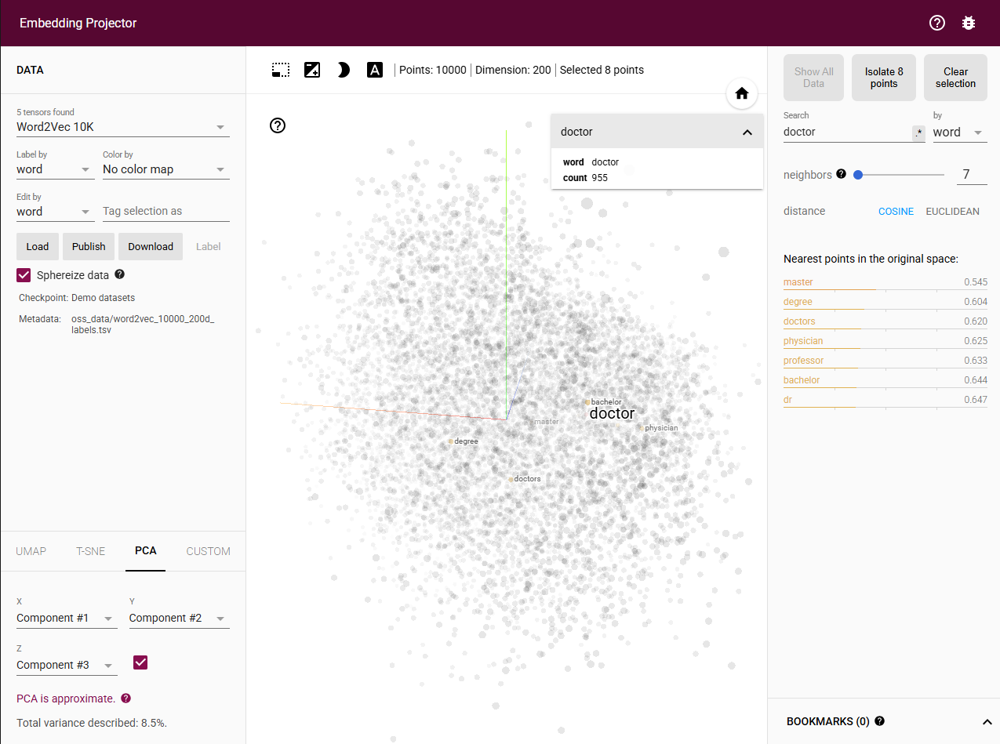 Embedding Projector
DATA
5 tensors found
Word2Vec 10K
Label by
Color by
word
No color map
Edit by
word
Tag selection as
Load
Publish
Download
Label
Sphereize data
Checkpoint: Demo datasets
Metadata: oss_data/word2vec_10000_200d_
labels.tsv
UMAP
T-SNE
PCA
CUSTOM
X
Y
Component #1
Component #2
Z
Component #3
PCA is approximate.
Total variance described: 8.5%.
A
Points: 10000
Dimension: 200
Selected 8 points
doctor
word doctor
count 955
bachelor
doctor
master
physician
degree
doctors
Show All
Data
Isolate 8
points
Clear
selection
Search
by
doctor
.*
word
neighbors
7
distance
COSINE
EUCLIDEAN
Nearest points in the original space:
master 0.545
degree 0.604
doctors 0.620
physician 0.625
professor 0.633
bachelor 0.644
dr 0.647
BOOKMARKS (0)